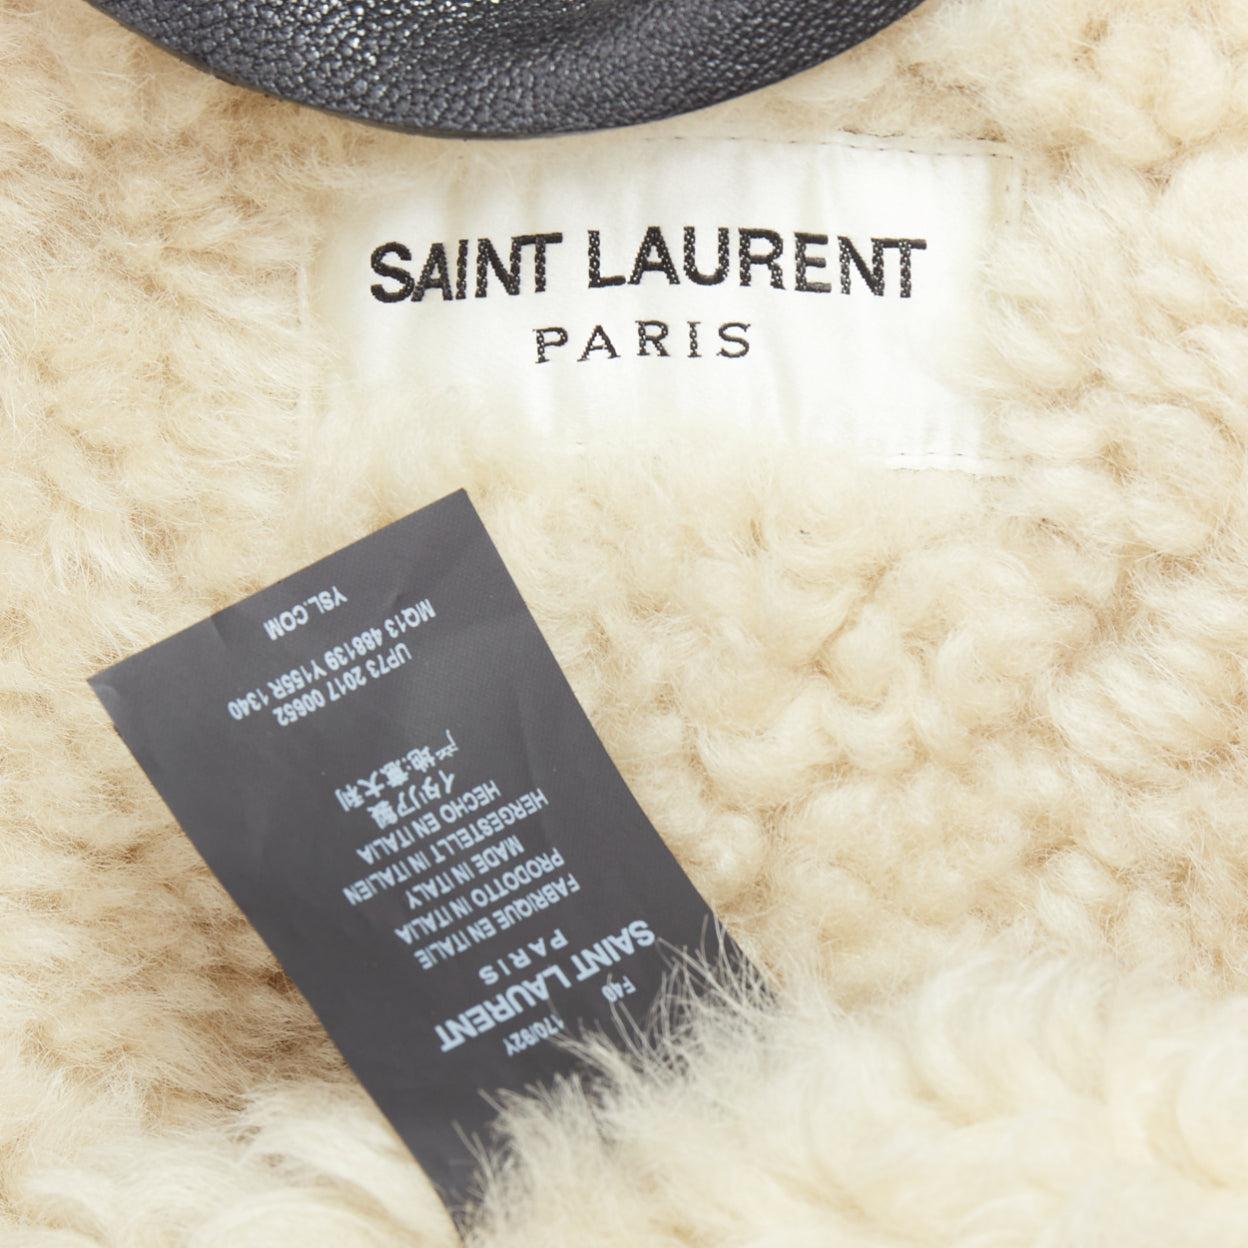 SAINT LAURENT
PARIS
F40
170/92Y
SAINT LAURENT
PARIS
FABRIQUE EN ITALIE
PRODOTTO IN ITALIA
MADE IN ITALY
HERGESTELLT IN ITALIEN
HECHO EN ITALIA
イタリア製
产地:意大利
UP73 2017 00652
MQ13 488139 Y155R 1340
YSL.COM